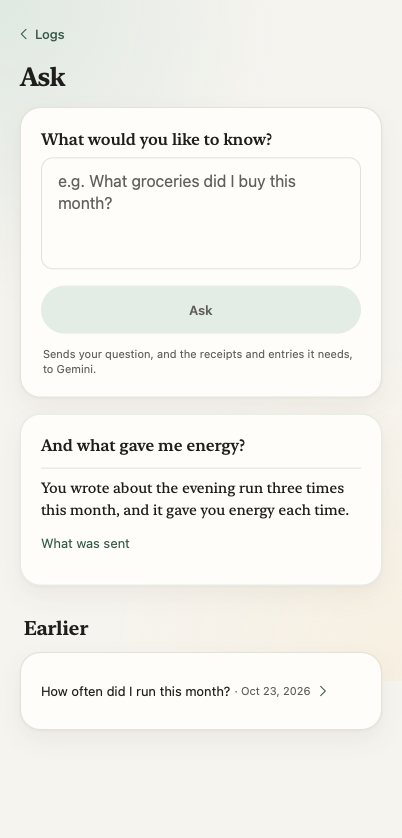 Logs
Ask
What would you like to know?
e.g. What groceries did I buy this
month?
Ask
Sends your question, and the receipts and entries it needs,
to Gemini.
And what gave me energy?
You wrote about the evening run three times
this month, and it gave you energy each time.
What was sent
Earlier
How often did I run this month? · Oct 23, 2026